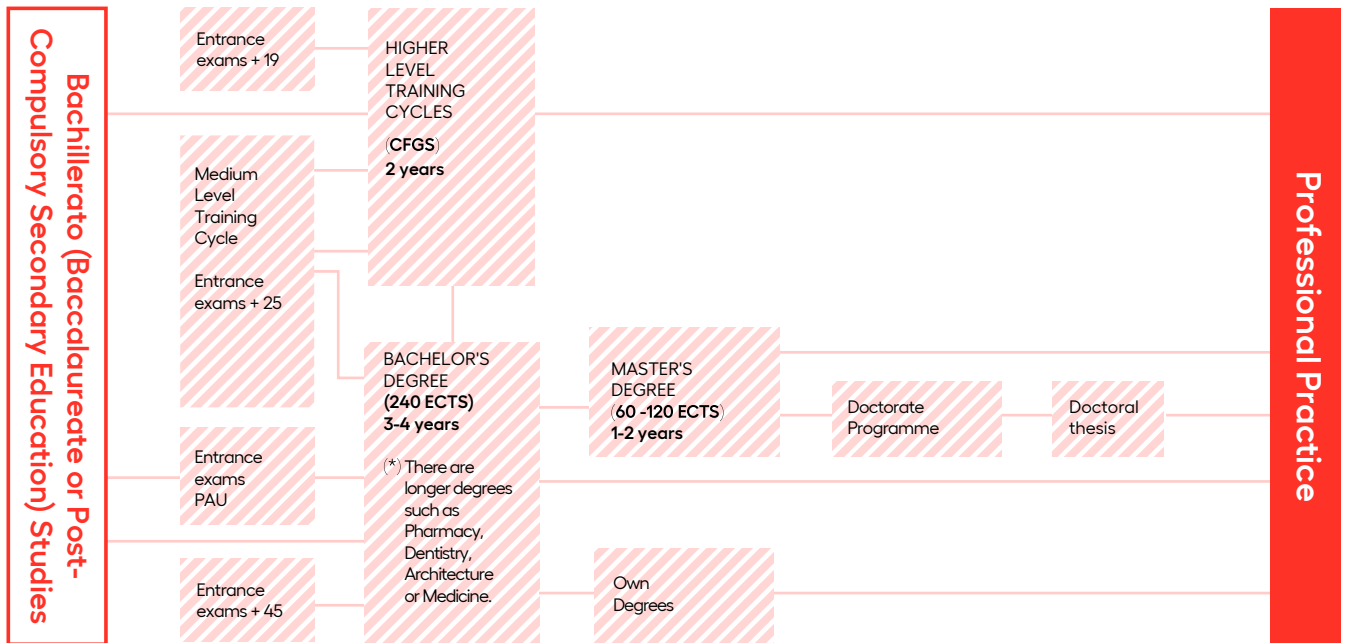 Bachillerato (Baccalaureate or Post-
Compulsory Secondary Education) Studies
Entrance
exams + 19
Medium
Level
Training
Cycle
Entrance
exams + 25
Entrance
exams
PAU
Entrance
exams + 45
HIGHER
LEVEL
TRAINING
CYCLES
(CFGS)
2 years
BACHELOR'S
DEGREE
(240 ECTS)
3-4 years
(*) There are
longer degrees
such as
Pharmacy,
Dentistry,
Architecture
or Medicine.
MASTER'S
DEGREE
(60 -120 ECTS)
1-2 years
Own
Degrees
Doctorate
Programme
Doctoral
thesis
Professional Practice